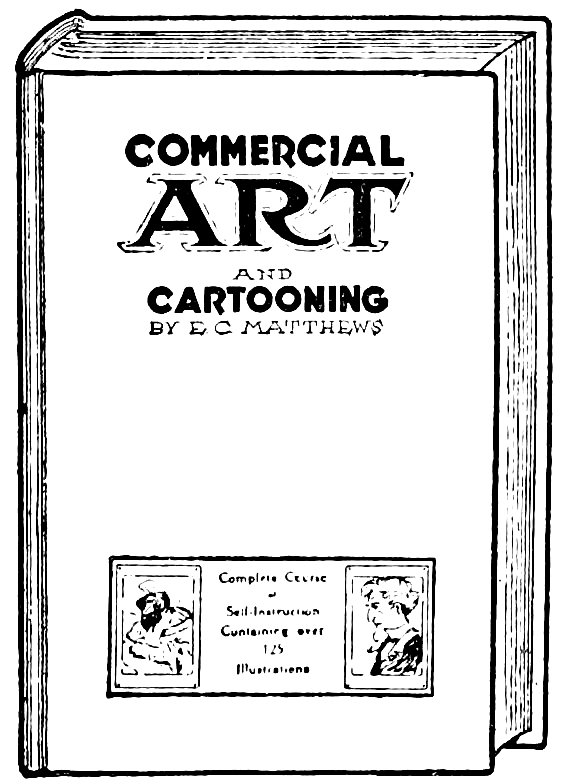 COMMERCIAL
ART
AND
CARTOONING
BY E. C. MATTHEWS
Complete Course
of
Self-Instruction
Containing over
125
Illustrations